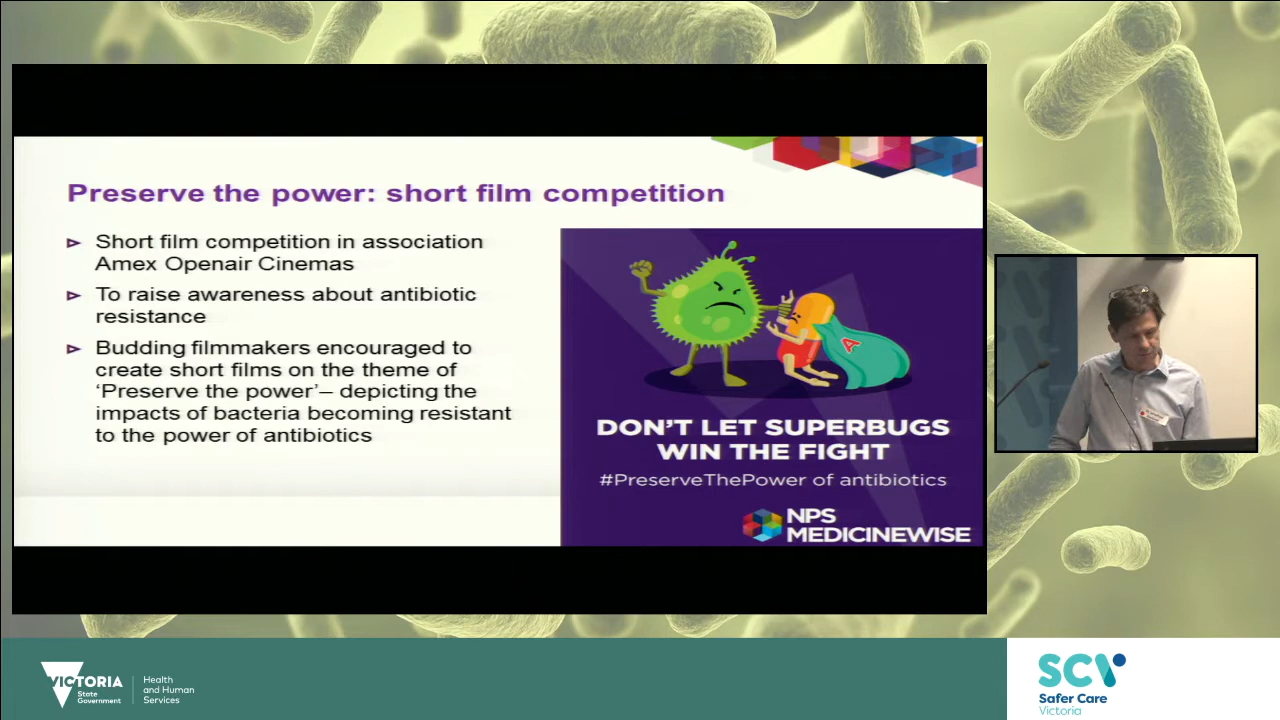 Preserve the power: short film competition
Short film competition in association
Amex Openair Cinemas
To raise awareness about antibiotic
resistance
Budding filmmakers encouraged to
create short films on the theme of
‘Preserve the power’– depicting the
impacts of bacteria becoming resistant
to the power of antibiotics
A
DON'T LET SUPERBUGS
WIN THE FIGHT
#PreserveThePower of antibiotics
NPS
MEDICINEWISE
VICTORIA
State
Government
Health
and Human
Services
SCV
Safer Care
Victoria